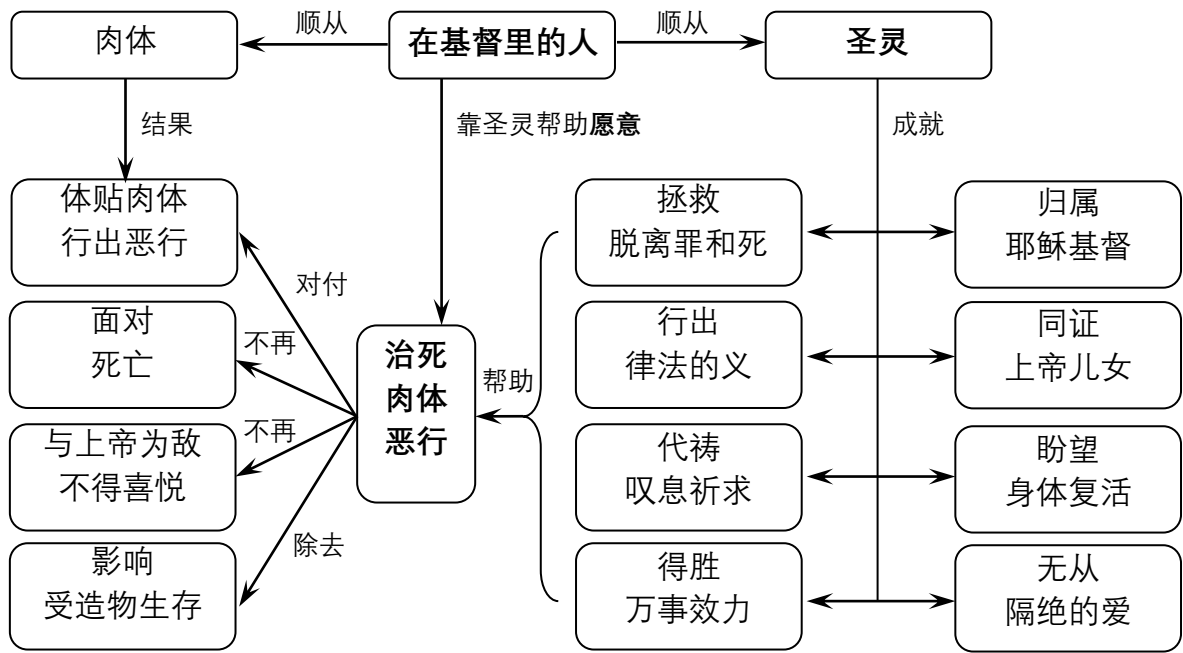 肉体
顺从
在基督里的人
顺从
圣灵
结果
靠圣灵帮助愿意
成就
体贴肉体
行出恶行
拯救
脱离罪和死
归属
耶稣基督
对付
面对
死亡
不再
治死
肉体
恶行
帮助
行出
律法的义
同证
上帝儿女
与上帝为敌
不得喜悦
不再
代祷
叹息祈求
盼望
身体复活
除去
影响
受造物生存
得胜
万事效力
无从
隔绝的爱